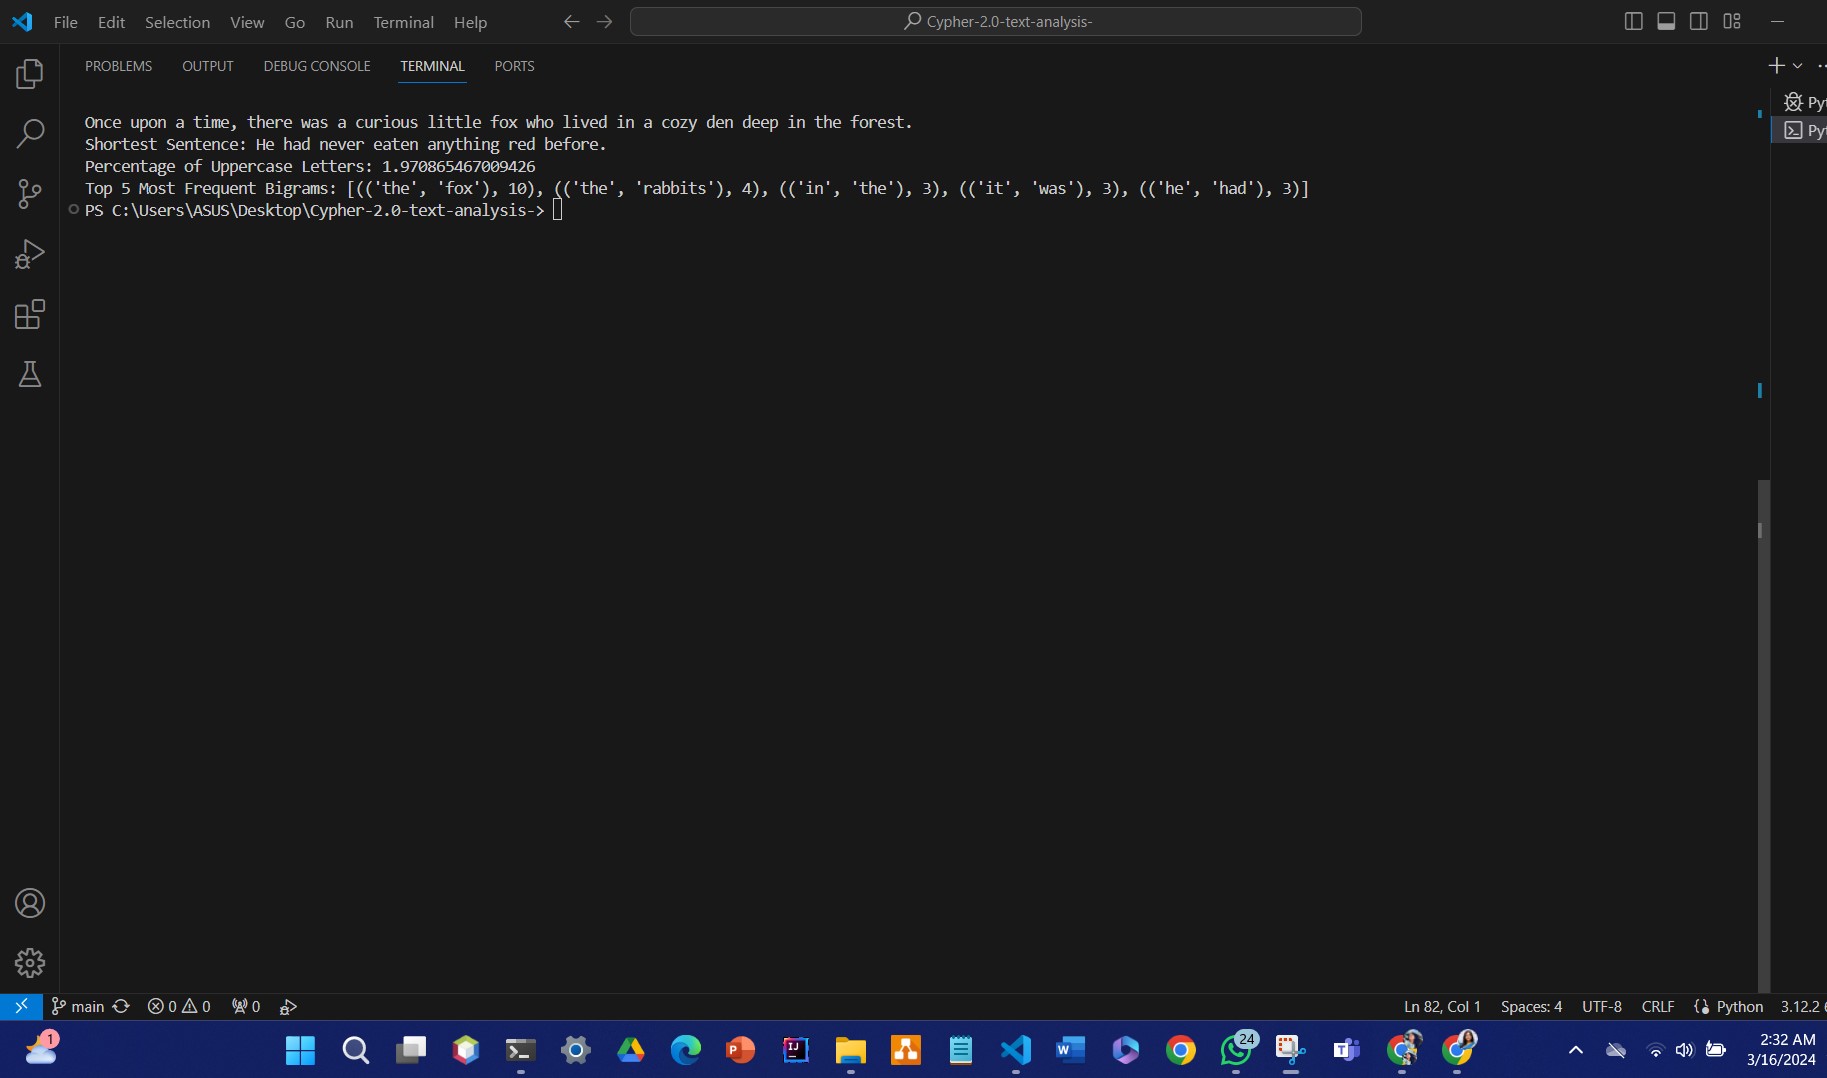 File Edit Selection View Go Run Terminal Help
Cypher-2.0-text-analysis-
PROBLEMS OUTPUT DEBUG CONSOLE TERMINAL PORTS
Once upon a time, there was a curious little fox who lived in a cozy den deep in the forest.
Shortest Sentence: He had never eaten anything red before.
Percentage of Uppercase Letters: 1.970865467009426
Top 5 Most Frequent Bigrams: [(('the', 'fox'), 10), (('the', 'rabbits'), 4), (('in', 'the'), 3), (('it', 'was'), 3), (('he', 'had'), 3)]
PS C:\Users\ASUS\Desktop\Cypher-2.0-text-analysis->
Pyt
Pyt
main 0 0 0
Ln 82, Col 1 Spaces: 4 UTF-8 CRLF Python 3.12.2
1
P
IJ
W
24
T
2:32 AM
3/16/2024